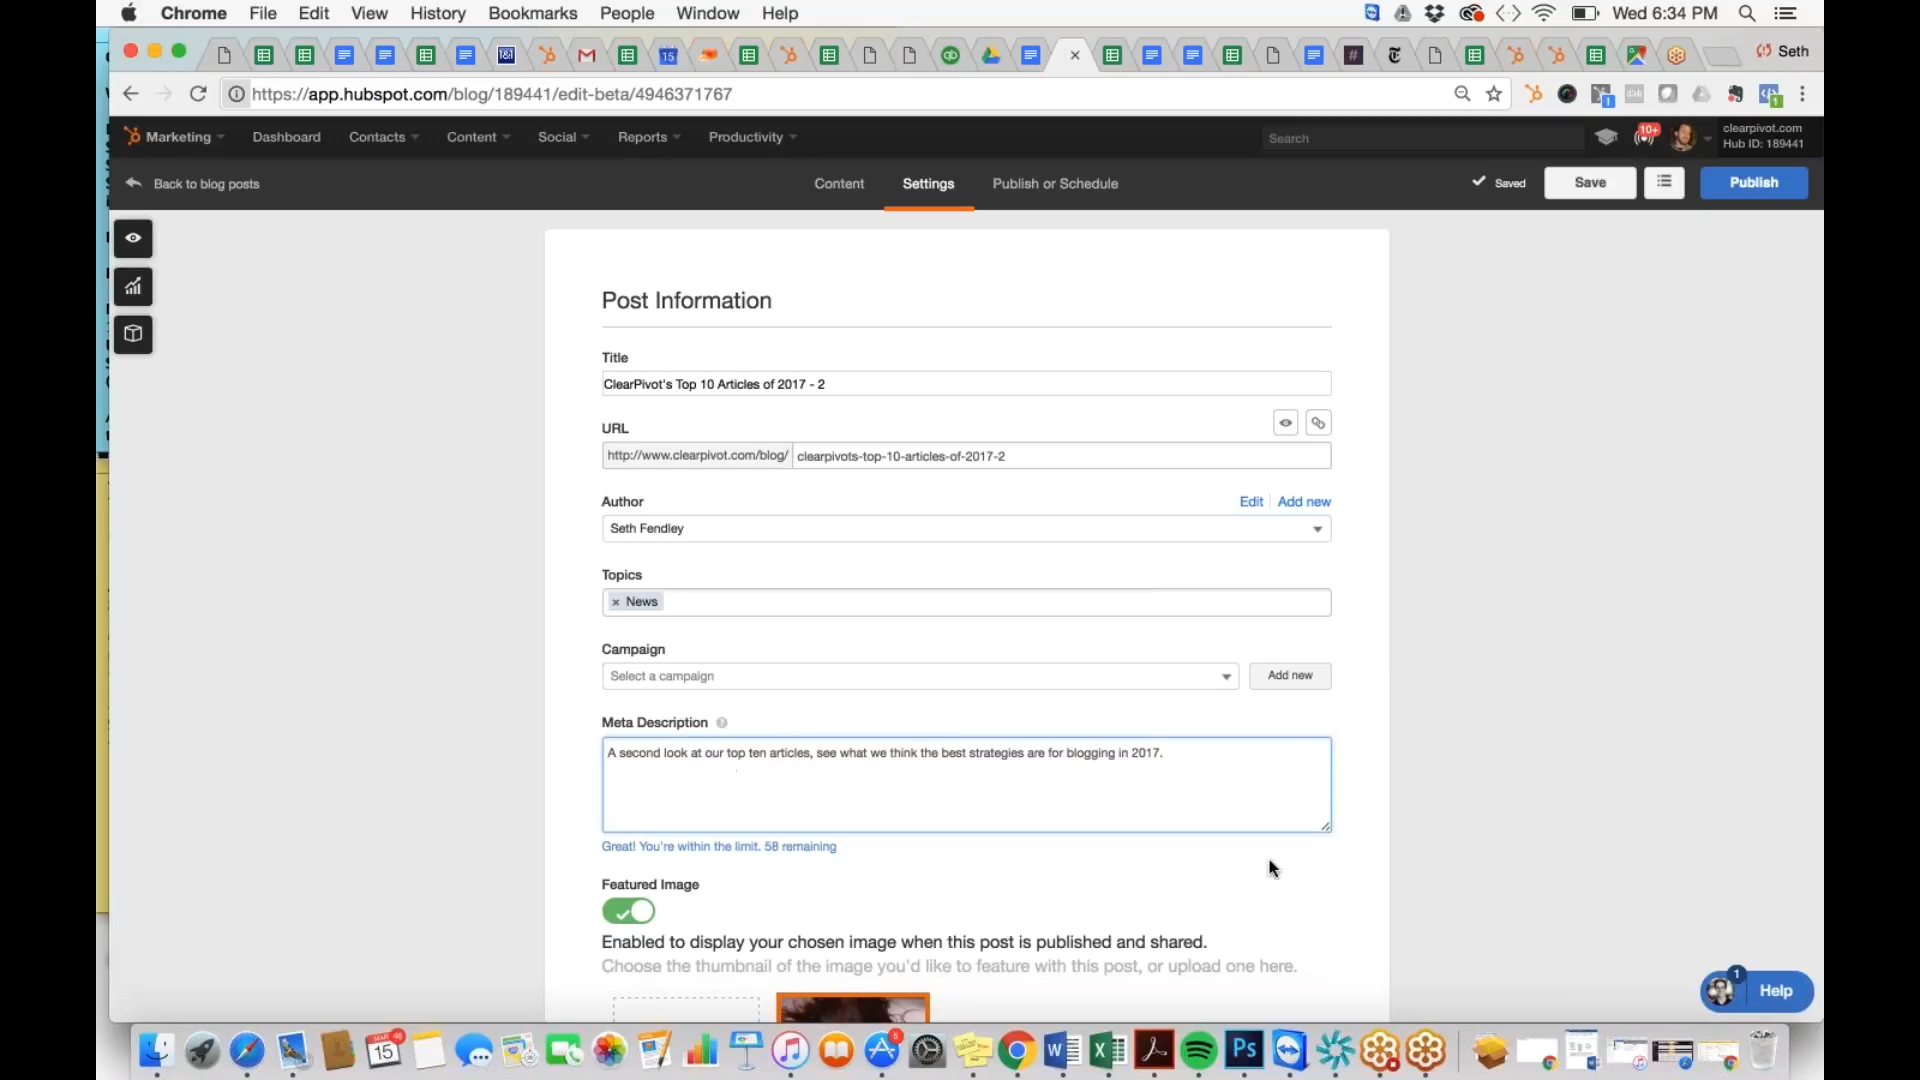 Chrome File Edit View History Bookmarks People Window Help Wed 6:34 PM
Seth
https://app.hubspot.com/blog/189441/edit-beta/4946371767
Marketing Dashboard Contacts Content Social Reports Productivity Search 10+ clearpivot.com
Hub ID: 189441
Back to blog posts Content Settings Publish or Schedule Saved Save Publish
Post Information
Title
ClearPivot's Top 10 Articles of 2017 - 2
URL
http://www.clearpivot.com/blog/ clearpivots-top-10-articles-of-2017-2
Author Edit Add new
Seth Fendley
Topics
× News
Campaign
Select a campaign Add new
Meta Description
A second look at our top ten articles, see what we think the best strategies are for blogging in 2017.
Great! You're within the limit. 58 remaining
Featured Image
Enabled to display your chosen image when this post is published and shared.
Choose the thumbnail of the image you'd like to feature with this post, or upload one here.
1
Help
15
Ps